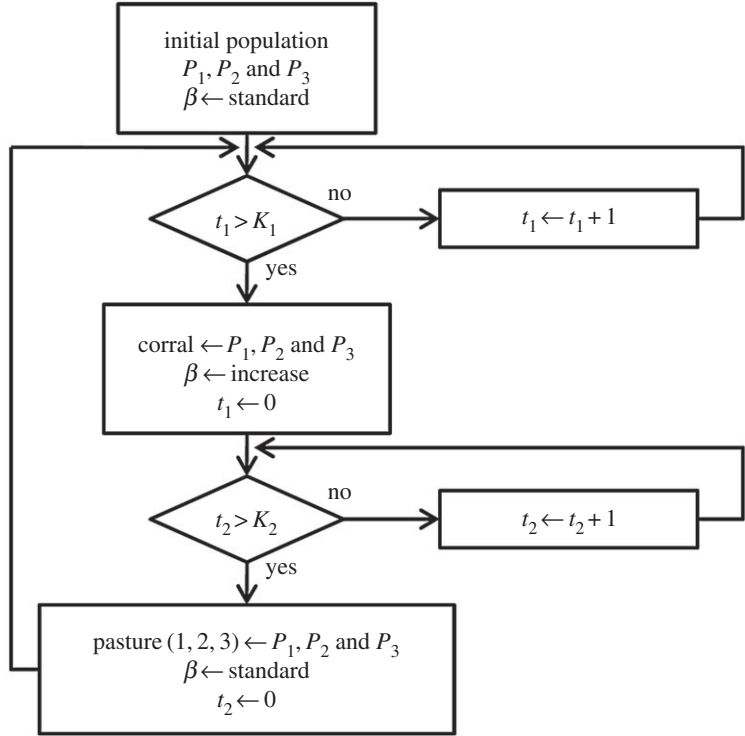 initial population
P₁, P₂ and P₃
β ← standard
no
t₁ > K₁
t₁ ← t₁ + 1
yes
corral ← P₁, P₂ and P₃
β ← increase
t₁ ← 0
no
t₂ > K₂
t₂ ← t₂ + 1
yes
pasture (1, 2, 3) ← P₁, P₂ and P₃
β ← standard
t₂ ← 0